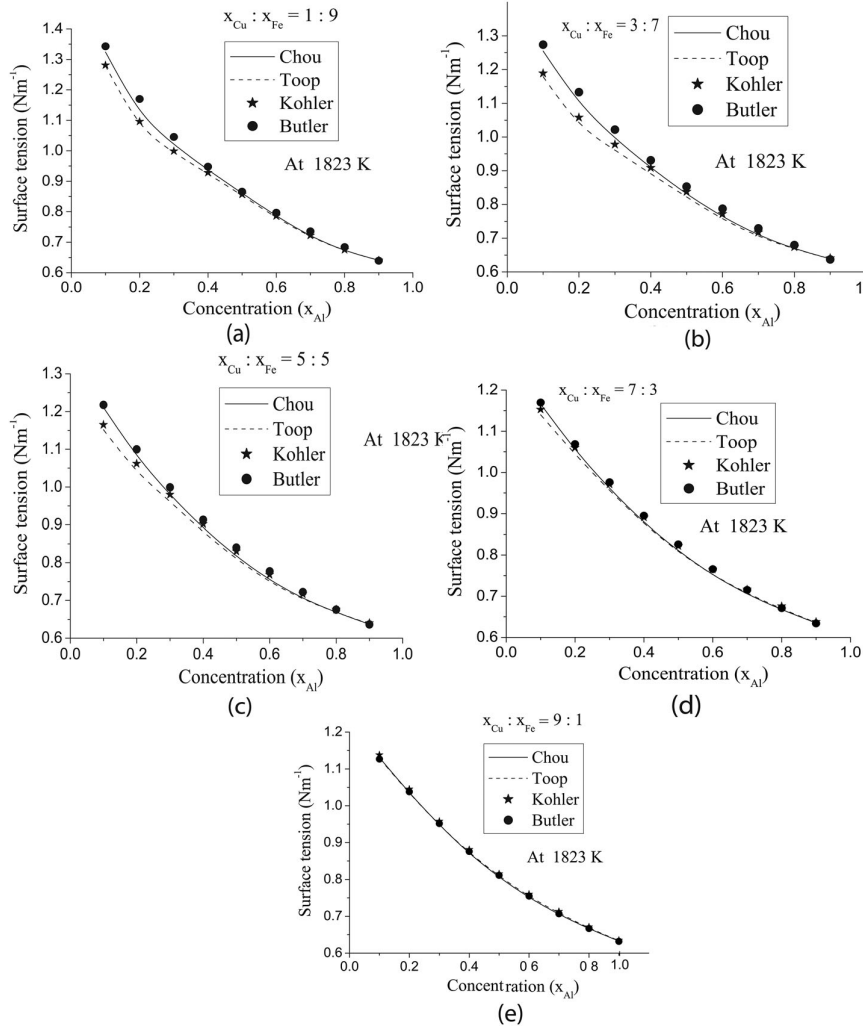 x_Cu : x_Fe = 1 : 9
1.4
1.3
1.2
1.1
1.0
0.9
0.8
0.7
0.6
Surface tension (Nm⁻¹)
Chou
Toop
Kohler
Butler
At 1823 K
0.0 0.2 0.4 0.6 0.8 1.0
Concentration (x_Al)
(a)
x_Cu : x_Fe = 3 : 7
1.3
1.2
1.1
1.0
0.9
0.8
0.7
0.6
Surface tension (Nm⁻¹)
Chou
Toop
Kohler
Butler
At 1823 K
0.0 0.2 0.4 0.6 0.8
Concentration (x_Al)
(b)
x_Cu : x_Fe = 5 : 5
1.3
1.2
1.1
1.0
0.9
0.8
0.7
0.6
Surface tension (Nm⁻¹)
Chou
Toop
Kohler
Butler
At 1823 K
0.0 0.2 0.4 0.6 0.8 1.0
Concentration (x_Al)
(c)
x_Cu : x_Fe = 7 : 3
1.2
1.1
1.0
0.9
0.8
0.7
0.6
Surface tension (Nm⁻¹)
Chou
Toop
Kohler
Butler
At 1823 K
0.0 0.2 0.4 0.6 0.8 1.0
Concentration (x_Al)
(d)
x_Cu : x_Fe = 9 : 1
1.2
1.1
1.0
0.9
0.8
0.7
0.6
Surface tension (Nm⁻¹)
Chou
Toop
Kohler
Butler
At 1823 K
0.0 0.2 0.4 0.6 0.8 1.0
Concentration (x_Al)
(e)